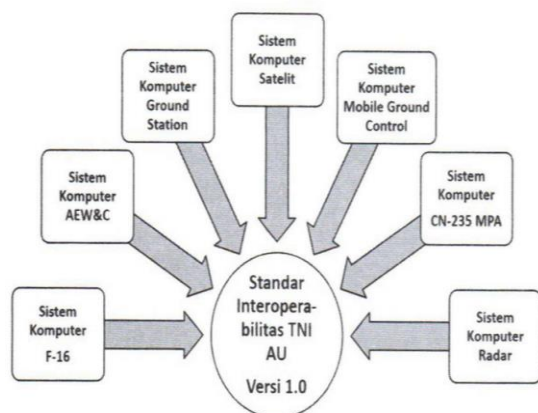 Sistem
Komputer
Satelit
Sistem
Komputer
Ground
Station
Sistem
Komputer
Mobile Ground
Control
Sistem
Komputer
AEW&C
Sistem
Komputer
CN-235 MPA
Sistem
Komputer
F-16
Standar
Interopera-
bilitas TNI
AU
Versi 1.0
Sistem
Komputer
Radar